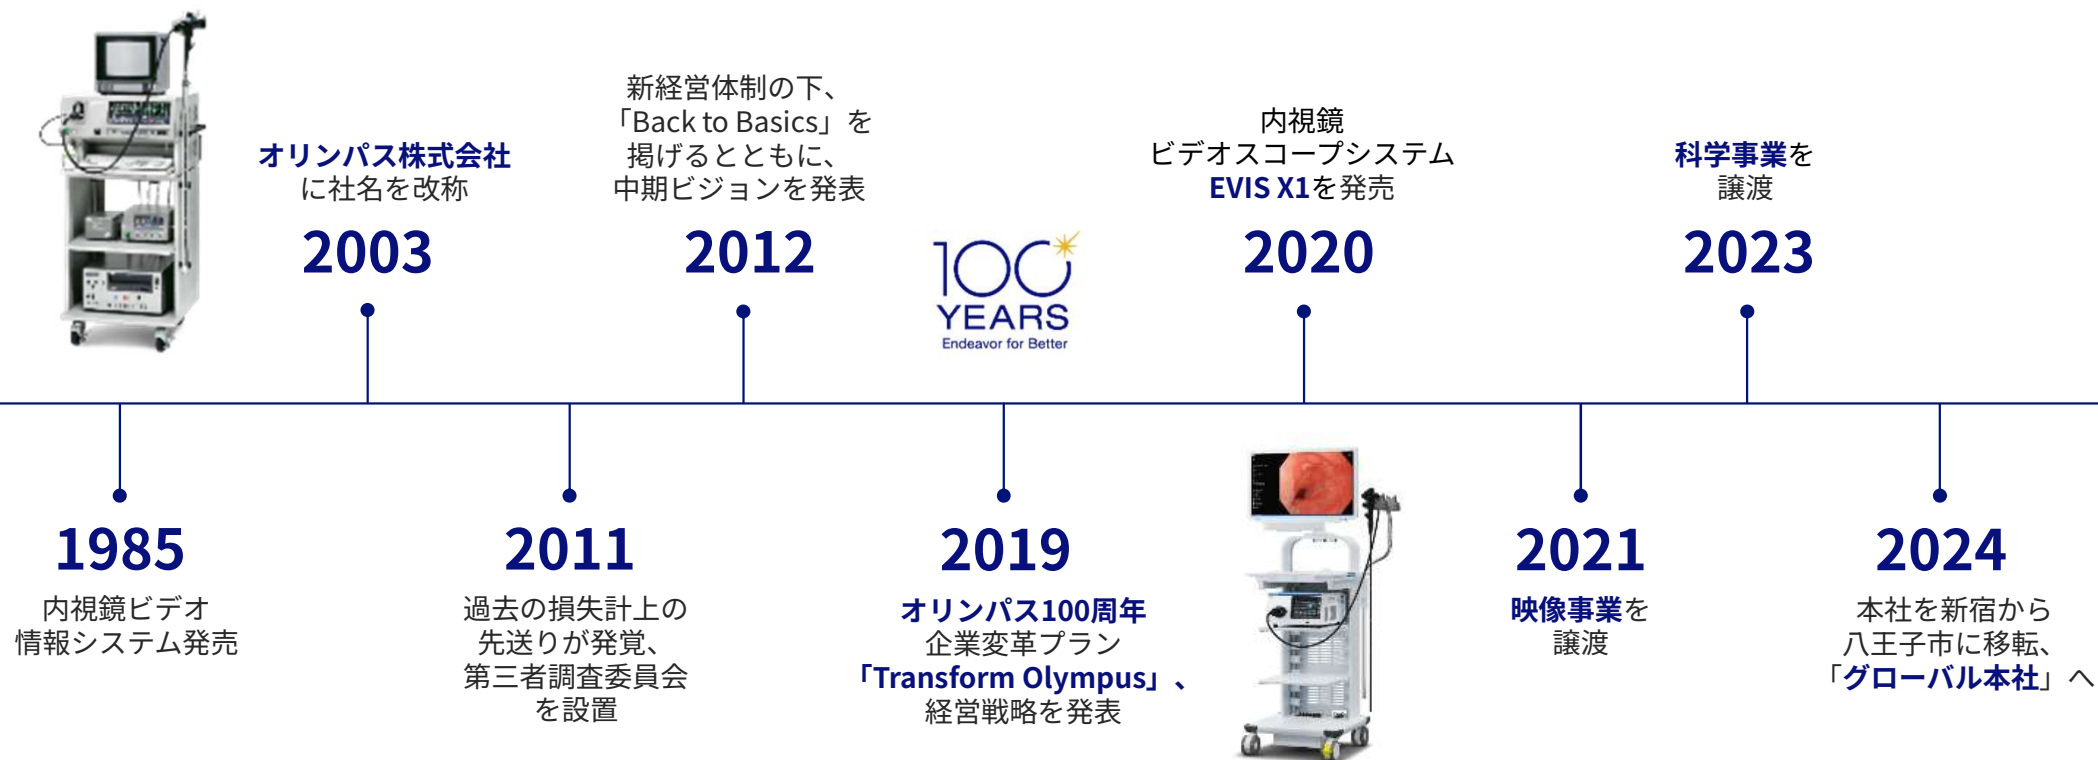 1985
内視鏡ビデオ
情報システム発売
オリンパス株式会社
に社名を改称
2003
2011
過去の損失計上の
先送りが発覚、
第三者調査委員会
を設置
新経営体制の下、
「Back to Basics」を
掲げるとともに、
中期ビジョンを発表
2012
100
YEARS
Endeavor for Better
2019
オリンパス100周年
企業変革プラン
「Transform Olympus」、
経営戦略を発表
内視鏡
ビデオスコープシステム
EVIS X1を発売
2020
2021
映像事業を
譲渡
科学事業を
譲渡
2023
2024
本社を新宿から
八王子市に移転、
「グローバル本社」へ